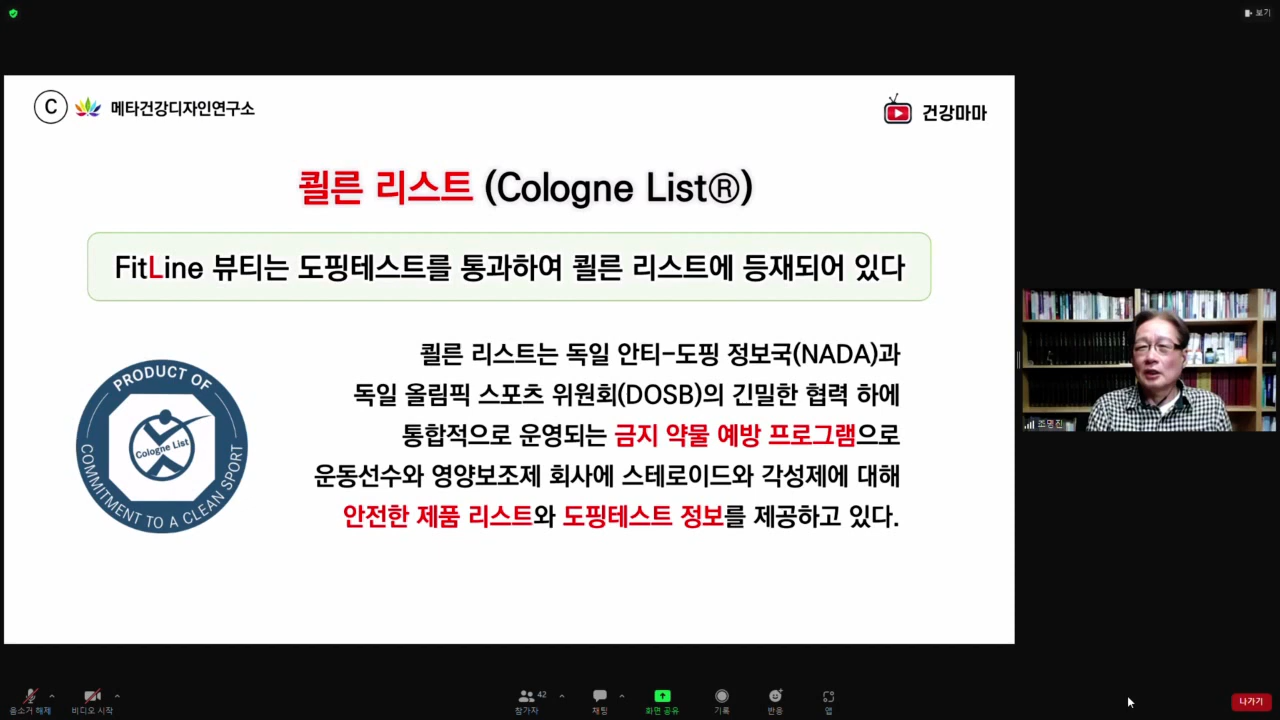 보기
C 메타건강디자인연구소
건강마마
쾰른 리스트 (Cologne List®)
FitLine 뷰티는 도핑테스트를 통과하여 쾰른 리스트에 등재되어 있다
쾰른 리스트는 독일 안티-도핑 정보국(NADA)과
독일 올림픽 스포츠 위원회(DOSB)의 긴밀한 협력 하에
통합적으로 운영되는 금지 약물 예방 프로그램으로
운동선수와 영양보조제 회사에 스테로이드와 각성제에 대해
안전한 제품 리스트와 도핑테스트 정보를 제공하고 있다.
PRODUCT OF
Cologne List
COMMITMENT TO A CLEAN SPORT
조명진
음소거 해제
비디오 시작
42
참가자
채팅
화면 공유
기록
반응
앱
나가기